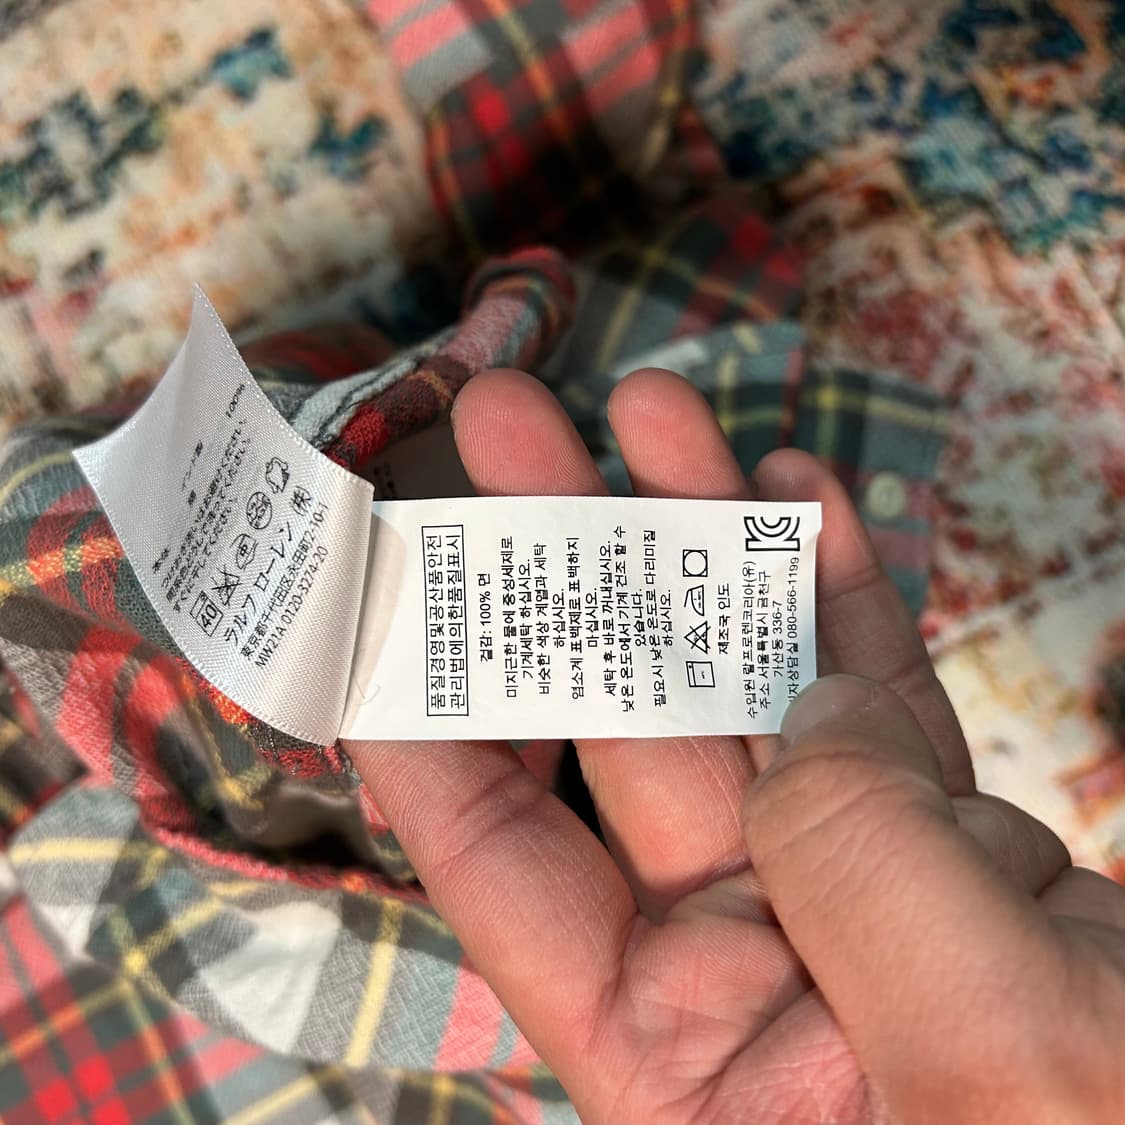 100%
本体
インド製
40
ラルフ ローレン ㈱
東京都千代田区永田町2-10-1
MW21A 0120-3274-20
품질경영및공산품안전
관리법에의한품질표시
겉감: 100% 면
미지근한 물에 중성세제로
기계세탁 하십시오.
비슷한 색상 계열과 세탁
하십시오.
염소계 표백제로 표백하지
마십시오.
세탁 후 바로 꺼내십시오.
낮은 온도에서 기계 건조 할 수
있습니다.
필요시 낮은 온도로 다리미질
하십시오.
제조국 인도
수입원 랄프로렌코리아(유)
주소 서울특별시 금천구
가산동 336-7
자상담실 080-566-1199